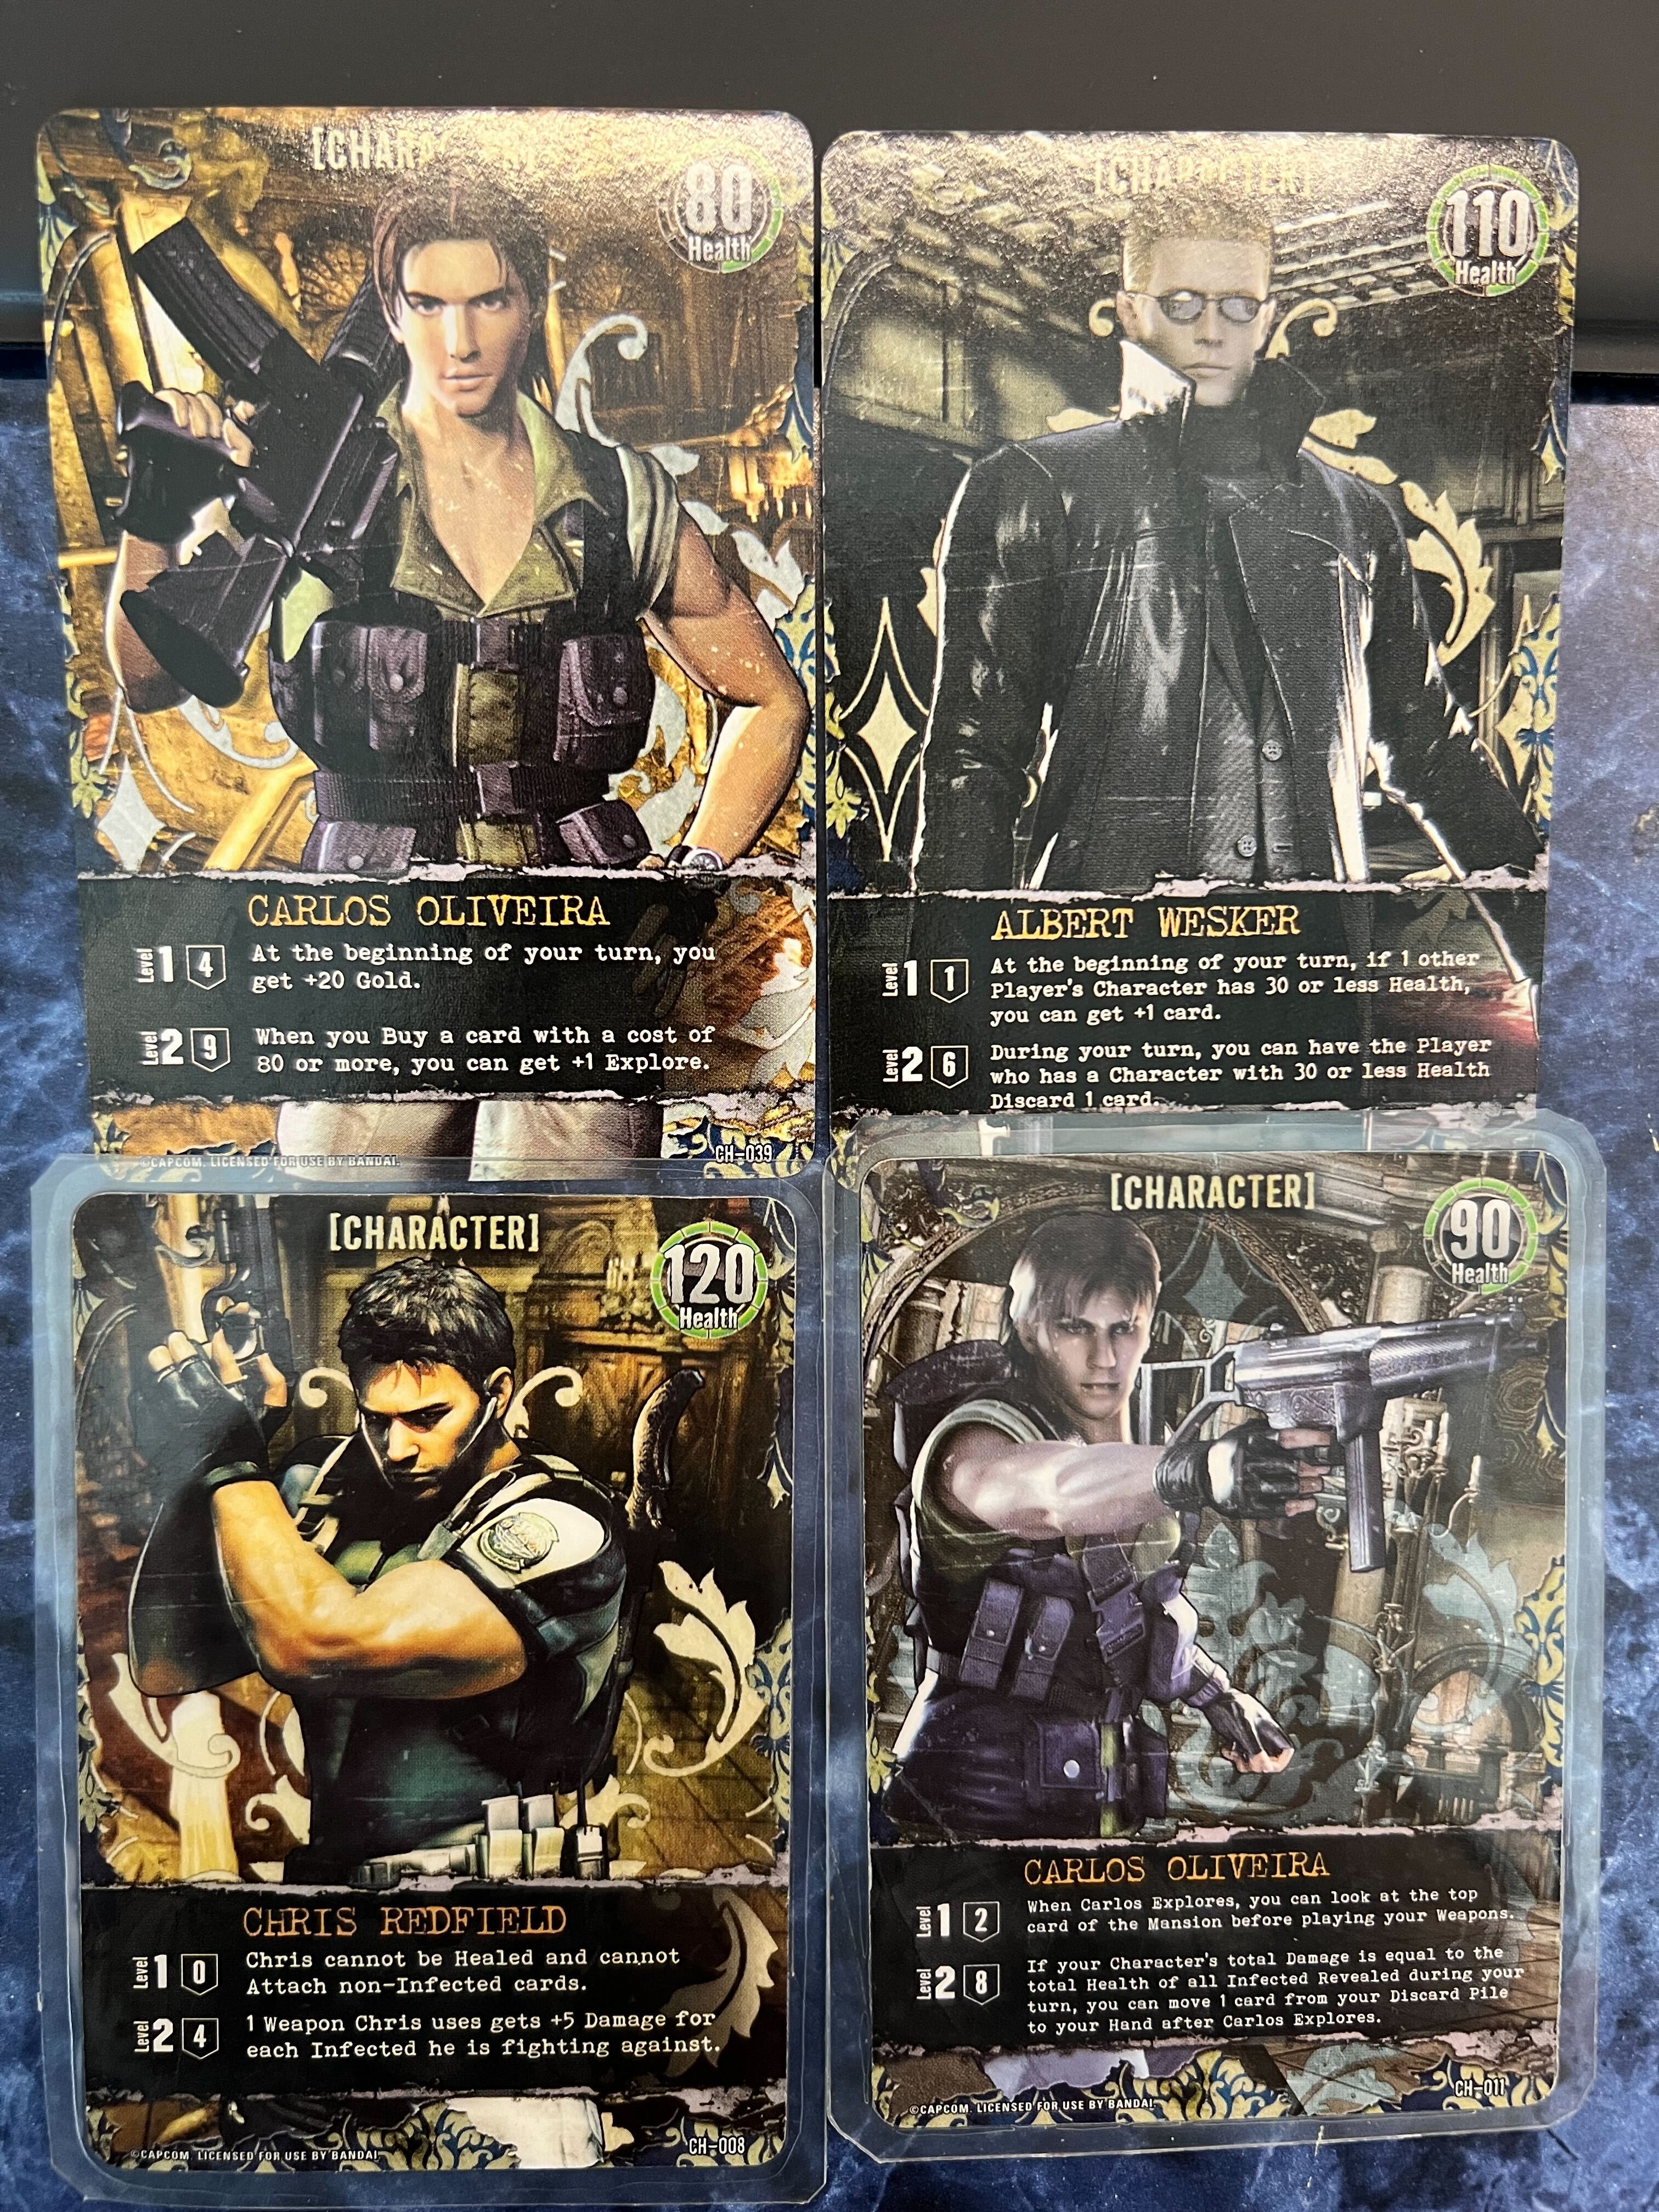 [CHARACTER]
80
Health
CARLOS OLIVEIRA
Level 1 4
At the beginning of your turn, you
get +20 Gold.
Level 2 9
When you Buy a card with a cost of
80 or more, you can get +1 Explore.
©CAPCOM. LICENSED FOR USE BY BANDAI.
CH-039
[CHARACTER]
110
Health
ALBERT WESKER
Level 1 1
At the beginning of your turn, if 1 other
Player's Character has 30 or less Health,
you can get +1 card.
Level 2 6
During your turn, you can have the Player
who has a Character with 30 or less Health
Discard 1 card.
[CHARACTER]
120
Health
CHRIS REDFIELD
Level 1 0
Chris cannot be Healed and cannot
Attach non-Infected cards.
Level 2 4
1 Weapon Chris uses gets +5 Damage for
each Infected he is fighting against.
©CAPCOM. LICENSED FOR USE BY BANDAI.
CH-008
[CHARACTER]
90
Health
CARLOS OLIVEIRA
Level 1 2
When Carlos Explores, you can look at the top
card of the Mansion before playing your Weapons.
Level 2 8
If your Character's total Damage is equal to the
total Health of all Infected Revealed during your
turn, you can move 1 card from your Discard Pile
to your Hand after Carlos Explores.
©CAPCOM. LICENSED FOR USE BY BANDAI.
CH-011